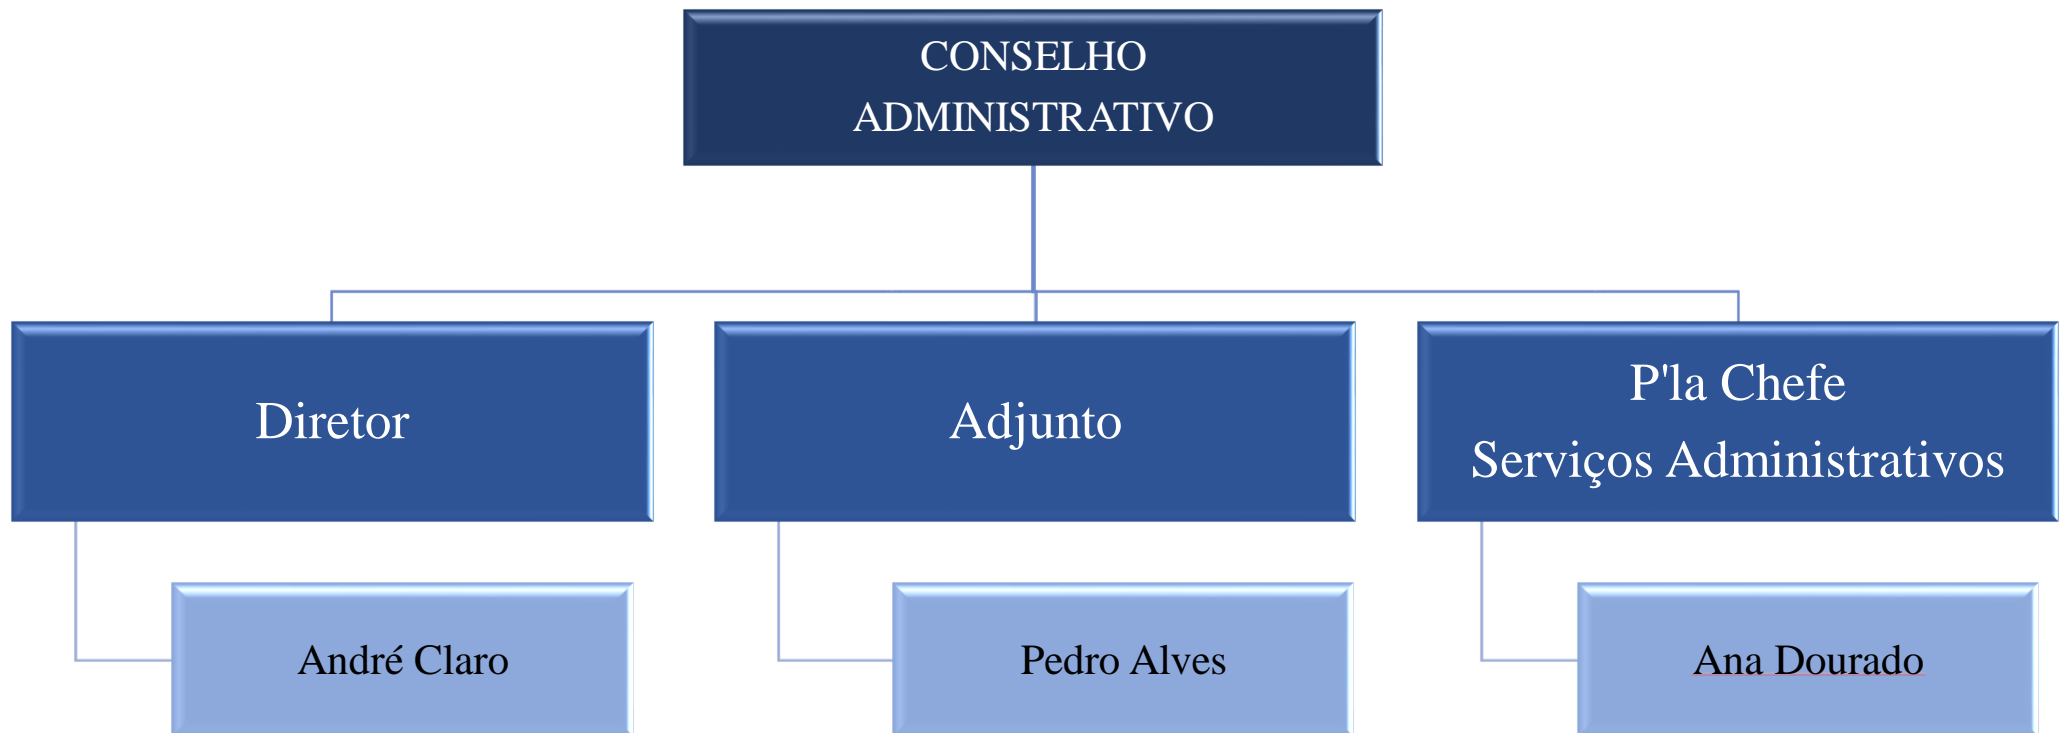 CONSELHO
ADMINISTRATIVO
Diretor
Adjunto
P'la Chefe
Serviços Administrativos
André Claro
Pedro Alves
Ana Dourado